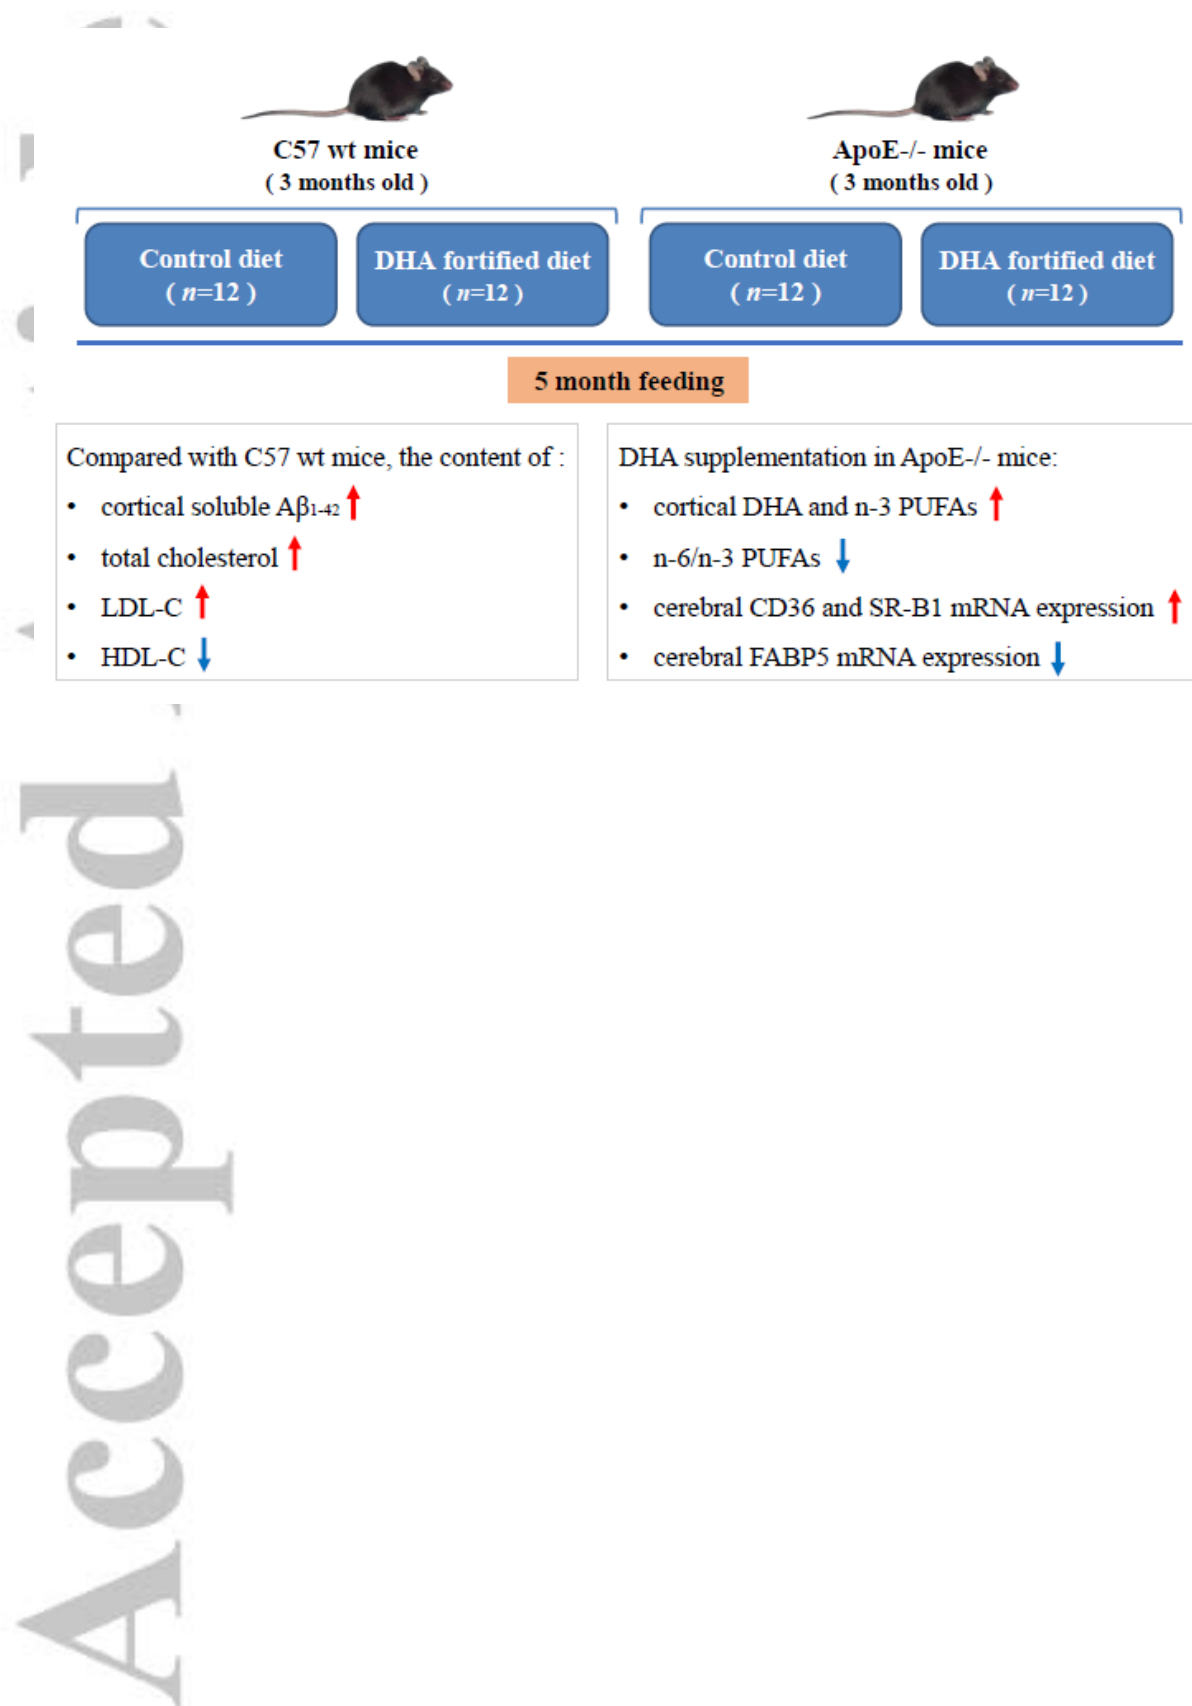 C57 wt mice
( 3 months old )
ApoE-/- mice
( 3 months old )
Control diet
( n=12 )
DHA fortified diet
( n=12 )
Control diet
( n=12 )
DHA fortified diet
( n=12 )
5 month feeding
Compared with C57 wt mice, the content of :
• cortical soluble Aβ1-42 ↑
• total cholesterol ↑
• LDL-C ↑
• HDL-C ↓
DHA supplementation in ApoE-/- mice:
• cortical DHA and n-3 PUFAs ↑
• n-6/n-3 PUFAs ↓
• cerebral CD36 and SR-B1 mRNA expression ↑
• cerebral FABP5 mRNA expression ↓
Accepted